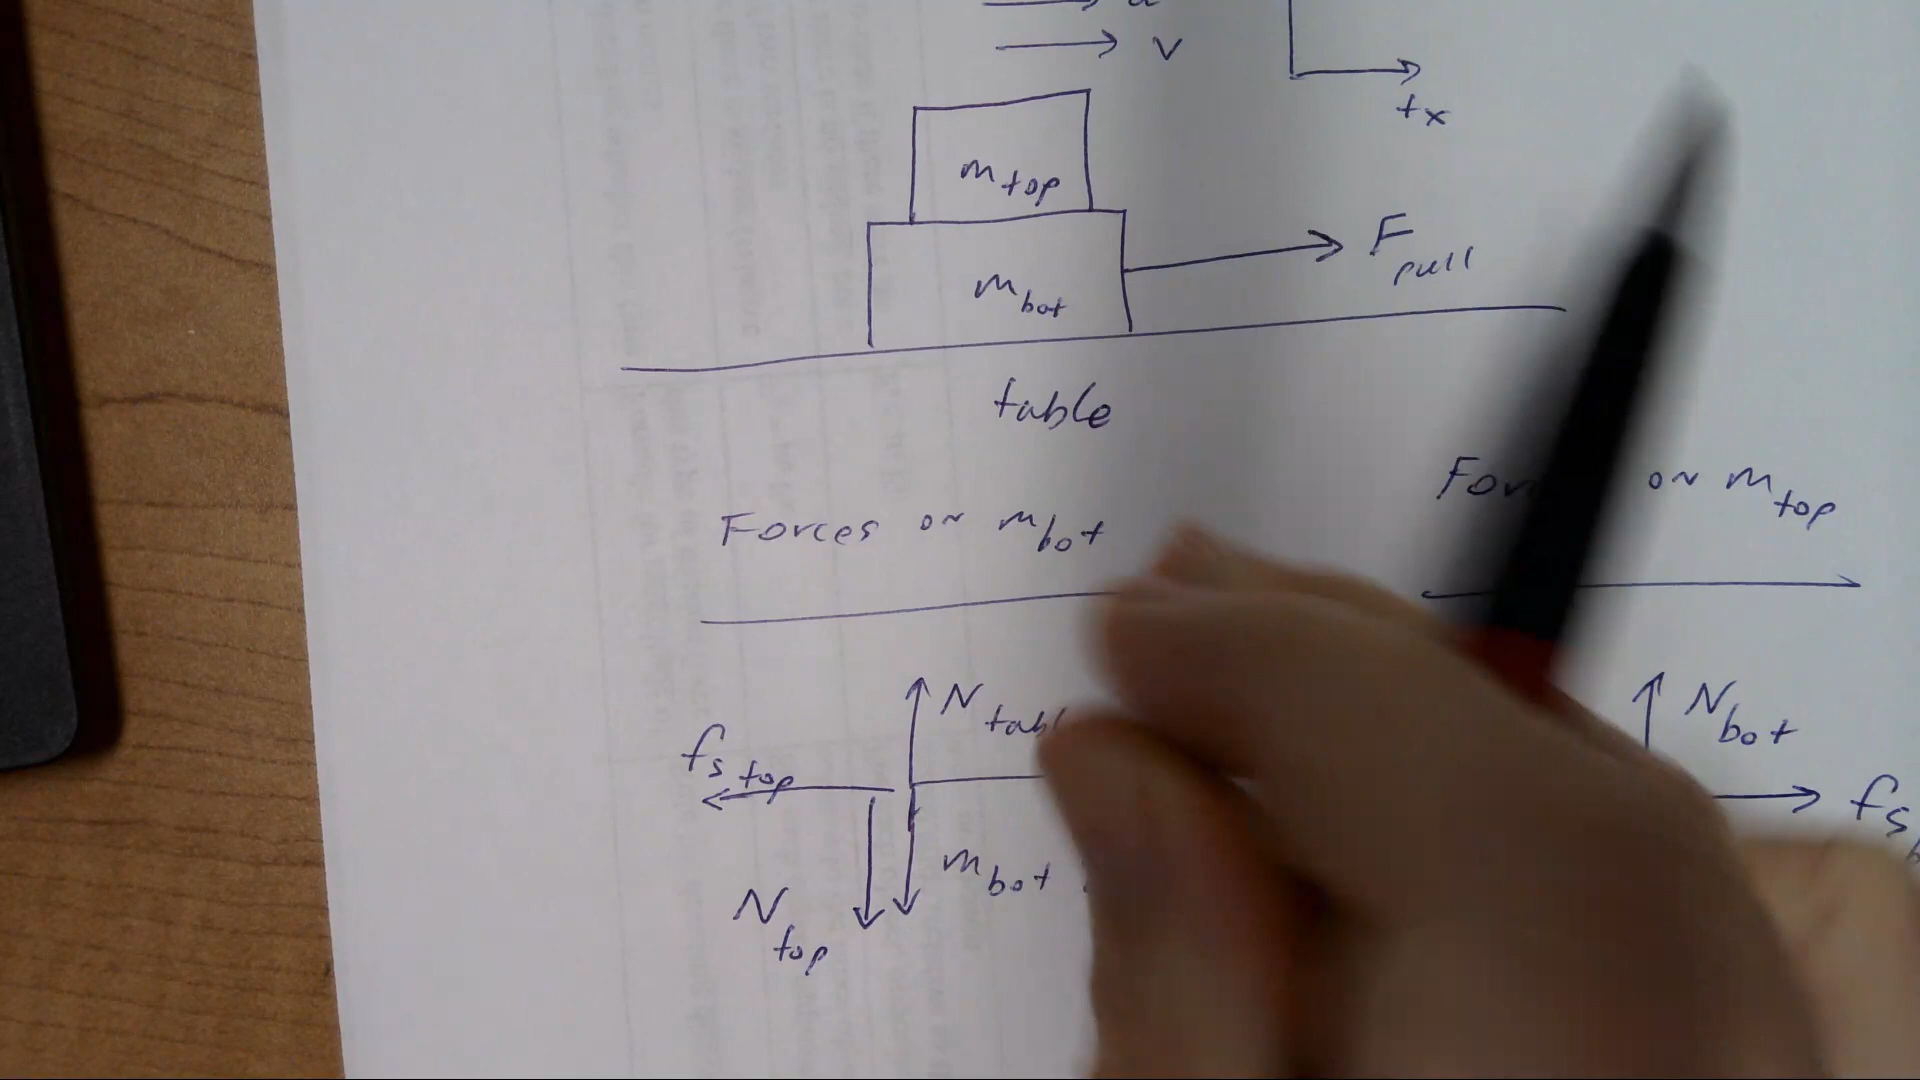 v
+x
m top
m bot
F pull
table
Forces on m bot
on m top
N
f s top
N bot
f s
m bot
N top